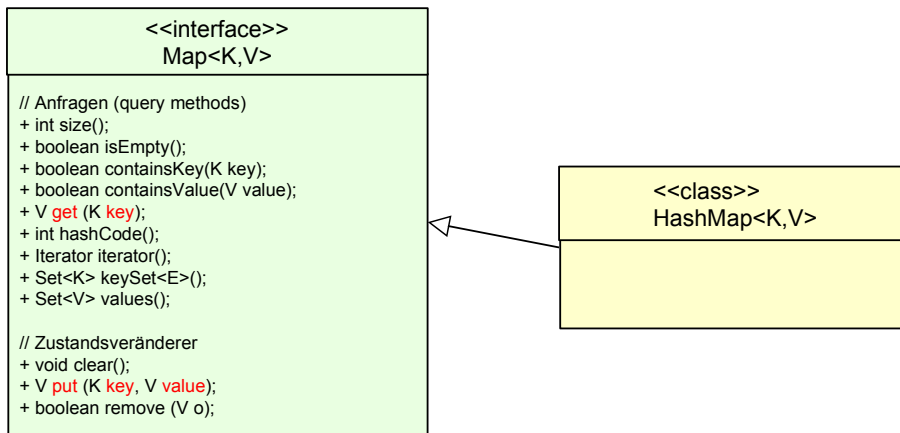 <<interface>>
Map<K,V>
// Anfragen (query methods)
+ int size();
+ boolean isEmpty();
+ boolean containsKey(K key);
+ boolean containsValue(V value);
+ V get (K key);
+ int hashCode();
+ Iterator iterator();
+ Set<K> keySet<E>();
+ Set<V> values();
// Zustandsveränderer
+ void clear();
+ V put (K key, V value);
+ boolean remove (V o);
<<class>>
HashMap<K,V>